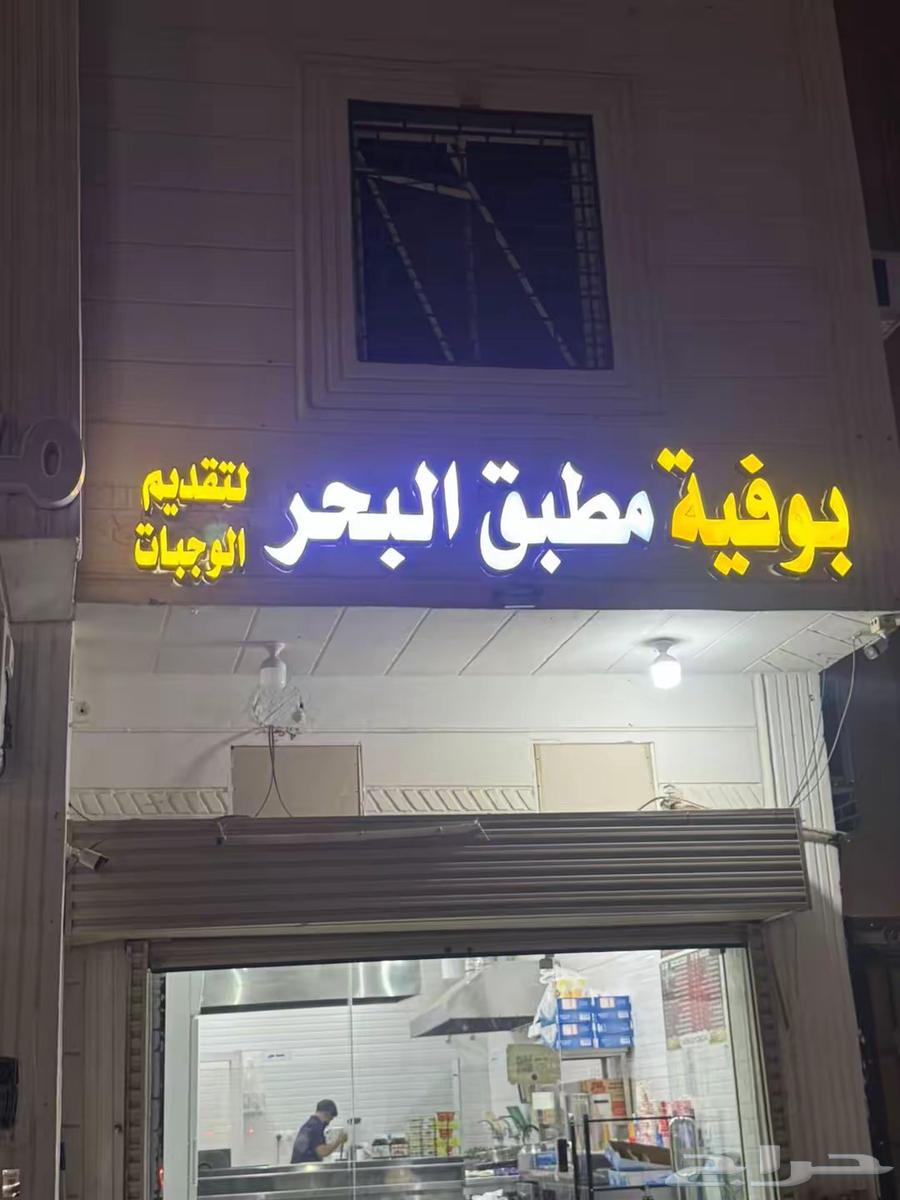 بوفية مطبق البحر
لتقديم
الوجبات
حراج